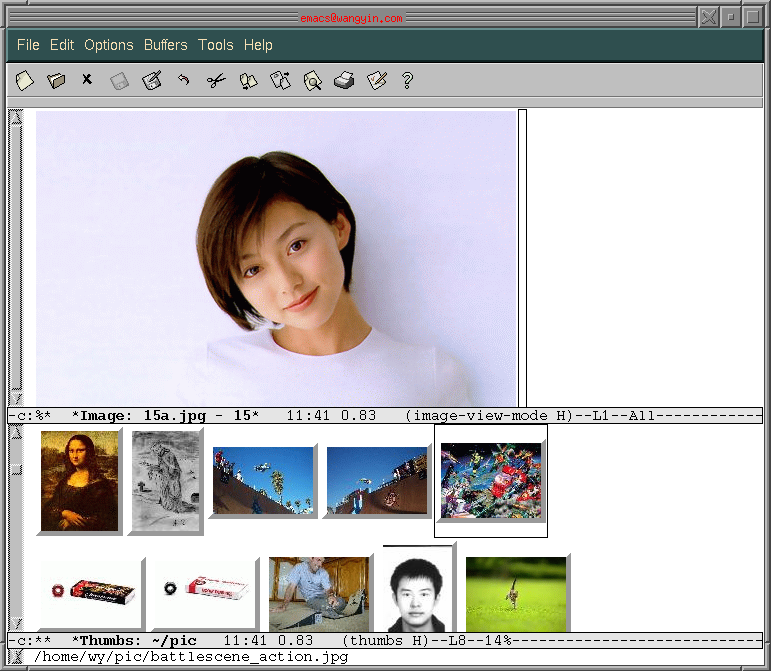 emacs@wangyin.com
File Edit Options Buffers Tools Help
-c:%* *Image: 15a.jpg - 15* 11:41 0.83 (image-view-mode H)--L1--All------------
-c:** *Thumbs: ~/pic 11:41 0.83 (thumbs H)--L8--14%------------------------------
/home/wy/pic/battlescene_action.jpg